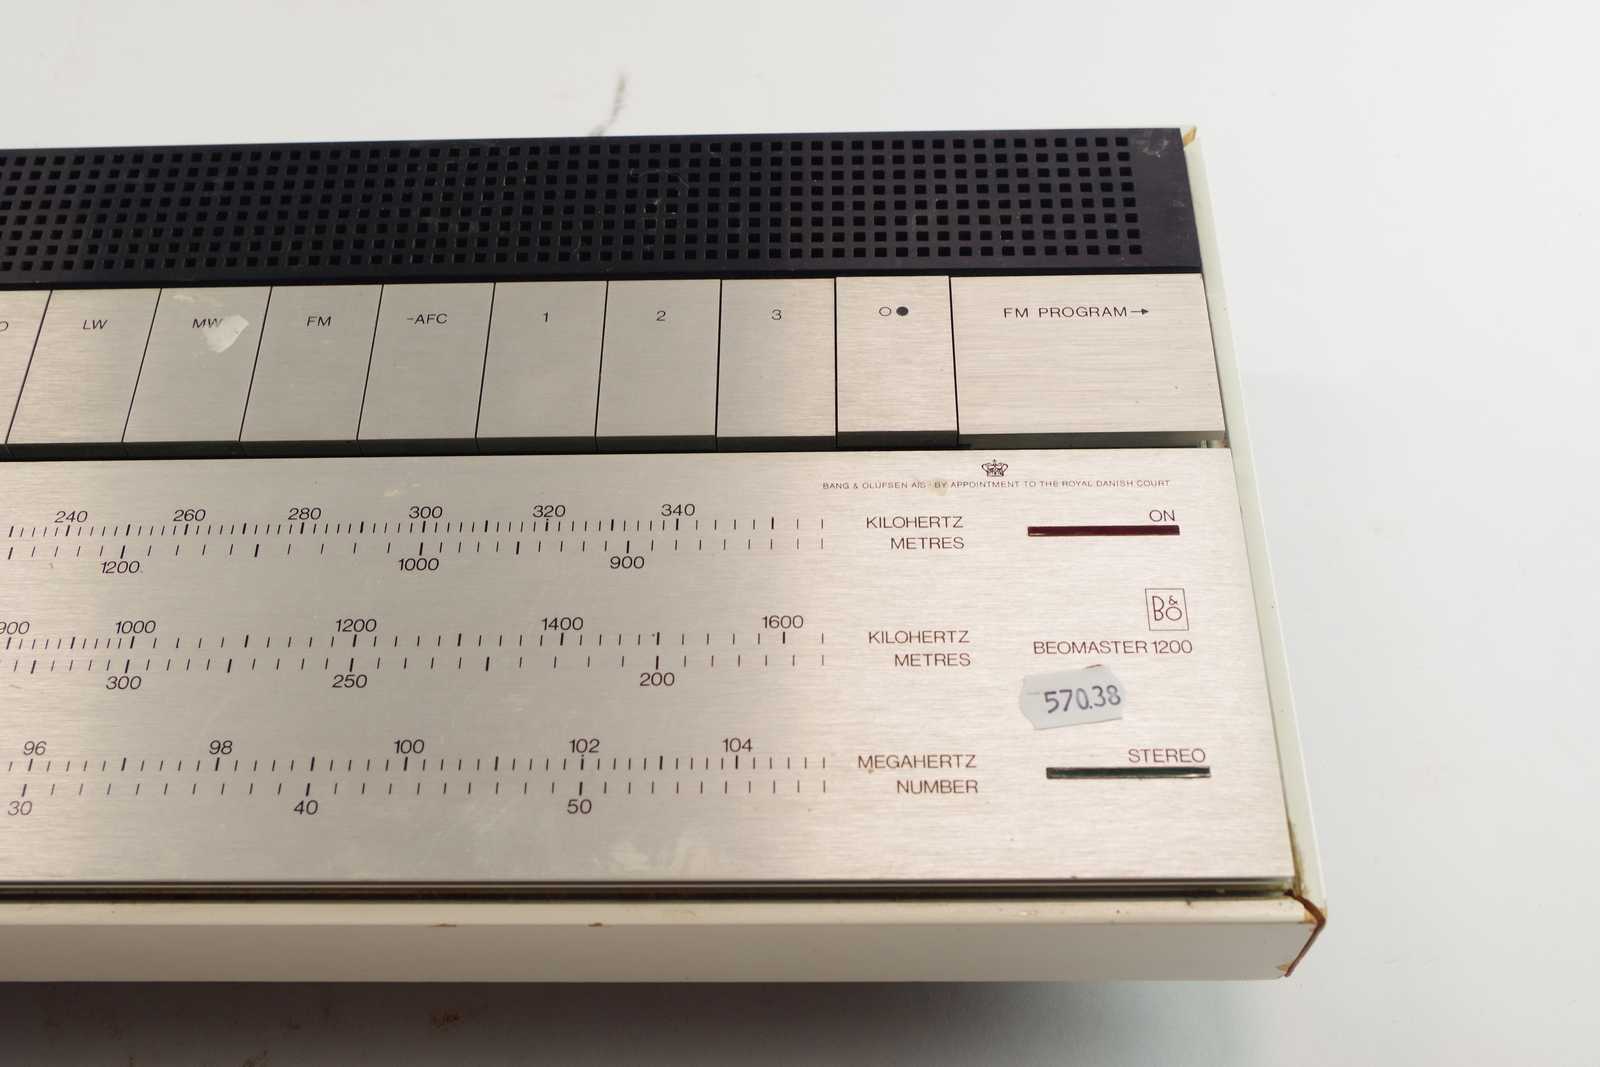 LW MW FM -AFC 1 2 3 FM PROGRAM
BANG & OLUFSEN A/S · BY APPOINTMENT TO THE ROYAL DANISH COURT
240 260 280 300 320 340 KILOHERTZ ON
METRES
1200 1000 900
B&O
900 1000 1200 1400 1600 KILOHERTZ
BEOMASTER 1200
METRES
300 250 200
570.38
96 98 100 102 104 MEGAHERTZ STEREO
NUMBER
30 40 50